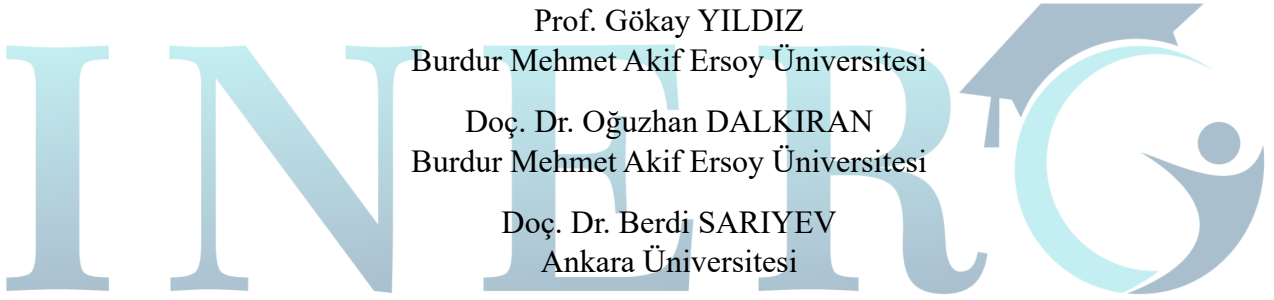 Prof. Gökay YILDIZ
Burdur Mehmet Akif Ersoy Üniversitesi
Doç. Dr. Oğuzhan DALKIRAN
Burdur Mehmet Akif Ersoy Üniversitesi
Doç. Dr. Berdi SARIYEV
Ankara Üniversitesi
INER